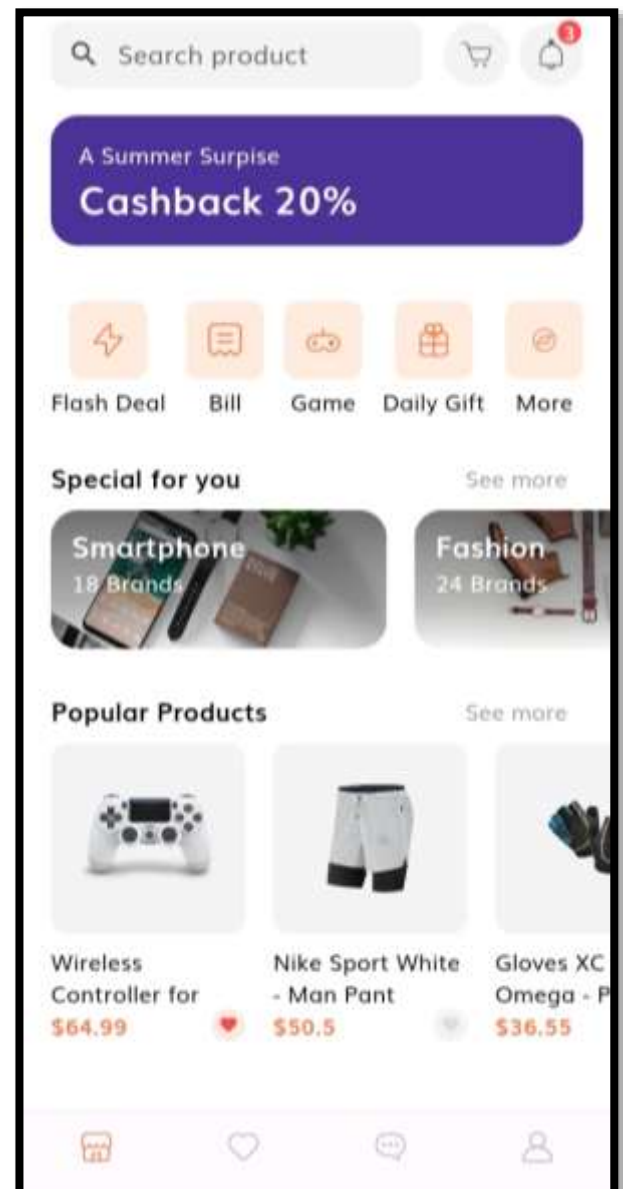 Search product
3
A Summer Surpise
Cashback 20%
Flash Deal
Bill
Game
Daily Gift
More
Special for you
See more
Smartphone
18 Brands
Fashion
24 Brands
Popular Products
See more
Wireless
Controller for
$64.99
Nike Sport White
- Man Pant
$50.5
Gloves XC
Omega - P
$36.55